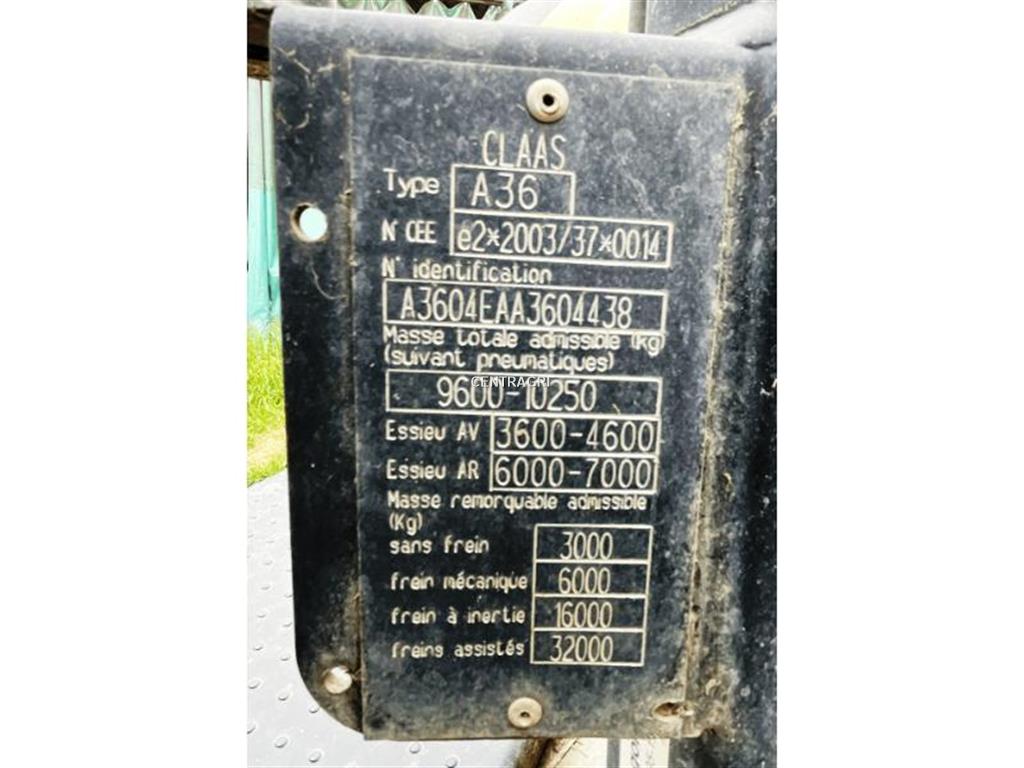 CLAAS
Type A36
N° CEE e2*2003/37*0014
N° identification
A3604EAA3604438
Masse totale admissible (kg)
(suivant pneumatiques)
CENTRAGRI
9600-10250
Essieu AV 3600-4600
Essieu AR 6000-7000
Masse remorquable admissible
(Kg)
sans frein 3000
frein mécanique 6000
frein à inertie 16000
freins assistés 32000